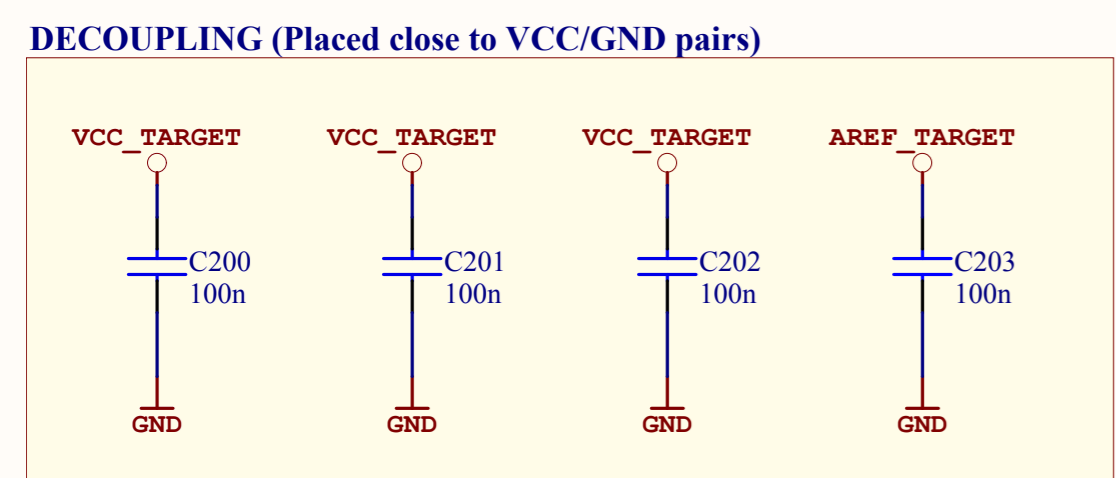 DECOUPLING (Placed close to VCC/GND pairs)
VCC_TARGET VCC_TARGET VCC_TARGET AREF_TARGET
C200 C201 C202 C203
100n 100n 100n 100n
GND GND GND GND